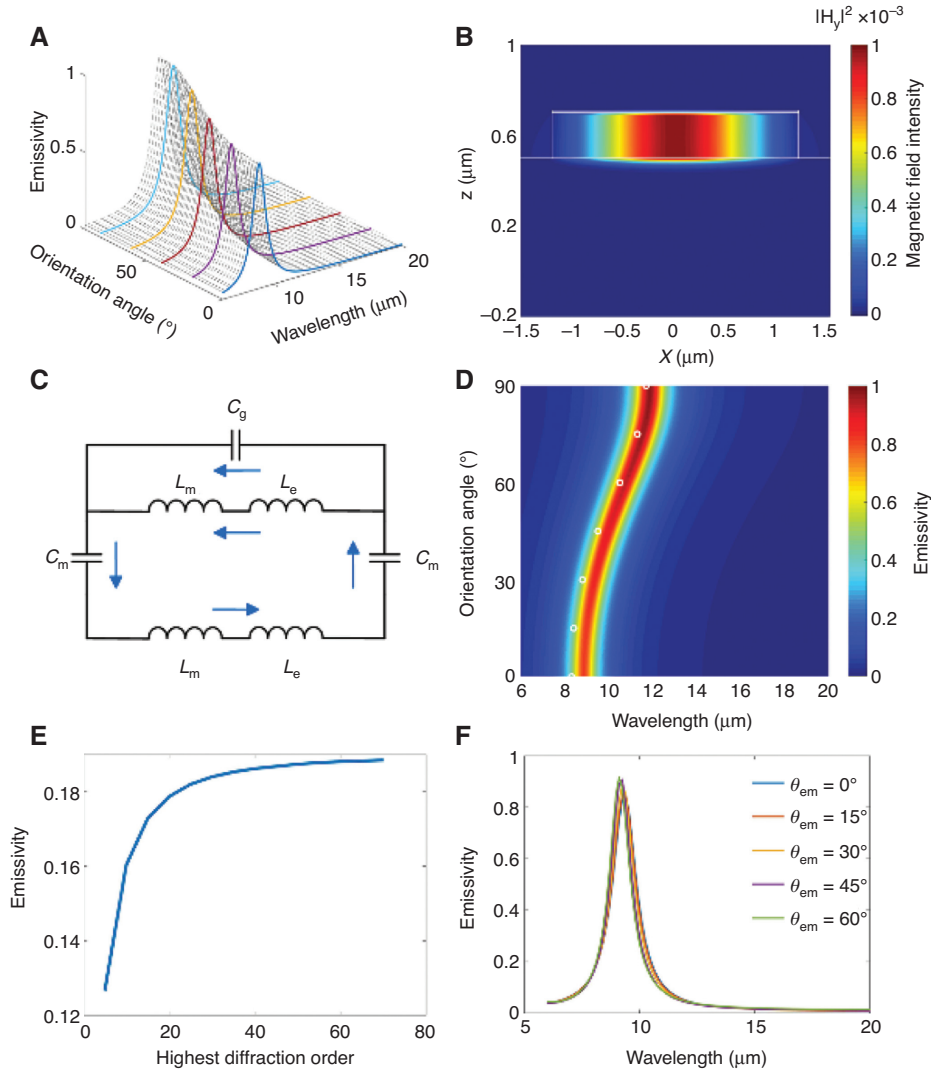 A
1
0.5
0
Emissivity
50
0
Orientation angle (°)
10
15
20
Wavelength (μm)
B
|Hy|² ×10⁻³
1
0.6
0.2
−0.2
z (μm)
−1.5
−1
−0.5
0
0.5
1
1.5
X (μm)
1
0.8
0.6
0.4
0.2
0
Magnetic field intensity
C
Cg
Lm
Le
Cm
Cm
Lm
Le
D
90
60
30
0
Orientation angle (°)
6
8
10
12
14
16
18
20
Wavelength (μm)
1
0.8
0.6
0.4
0.2
0
Emissivity
E
0.18
0.16
0.14
0.12
Emissivity
0
20
40
60
80
Highest diffraction order
F
1
0.8
0.6
0.4
0.2
0
Emissivity
θem = 0°
θem = 15°
θem = 30°
θem = 45°
θem = 60°
5
10
15
20
Wavelength (μm)